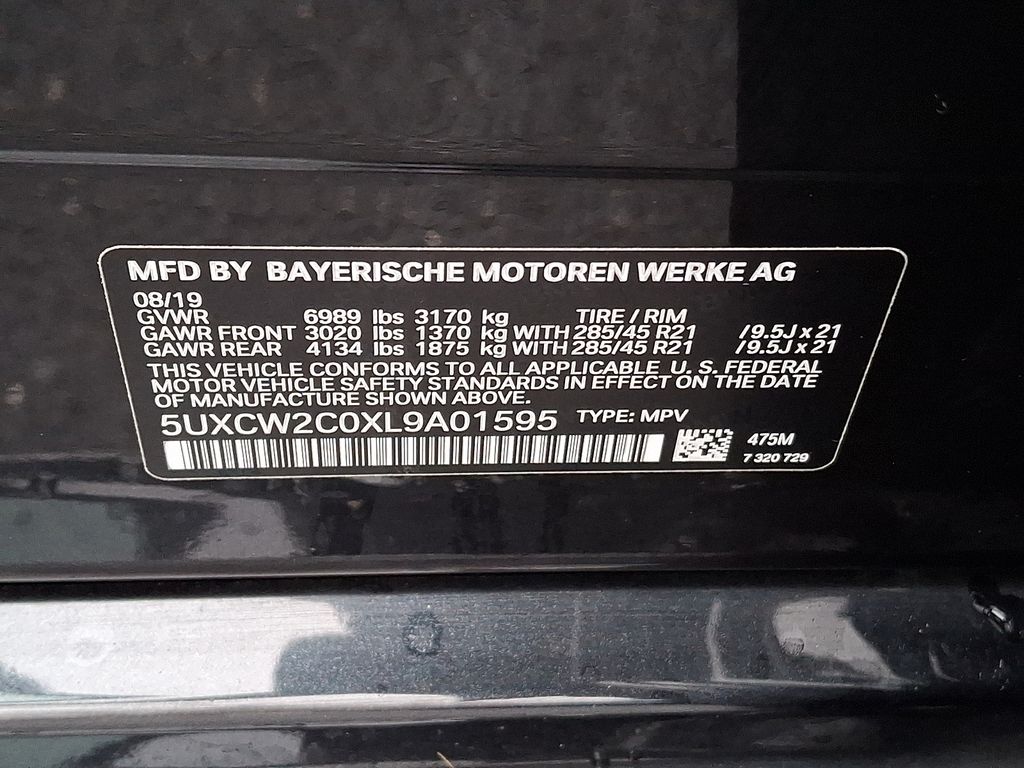 MFD BY BAYERISCHE MOTOREN WERKE AG
08/19
GVWR 6989 lbs 3170 kg TIRE / RIM
GAWR FRONT 3020 lbs 1370 kg WITH 285/45 R21 /9.5J x 21
GAWR REAR 4134 lbs 1875 kg WITH 285/45 R21 /9.5J x 21
THIS VEHICLE CONFORMS TO ALL APPLICABLE U. S. FEDERAL
MOTOR VEHICLE SAFETY STANDARDS IN EFFECT ON THE DATE
OF MANUFACTURE SHOWN ABOVE.
5UXCW2C0XL9A01595 TYPE: MPV
475M
7 320 729